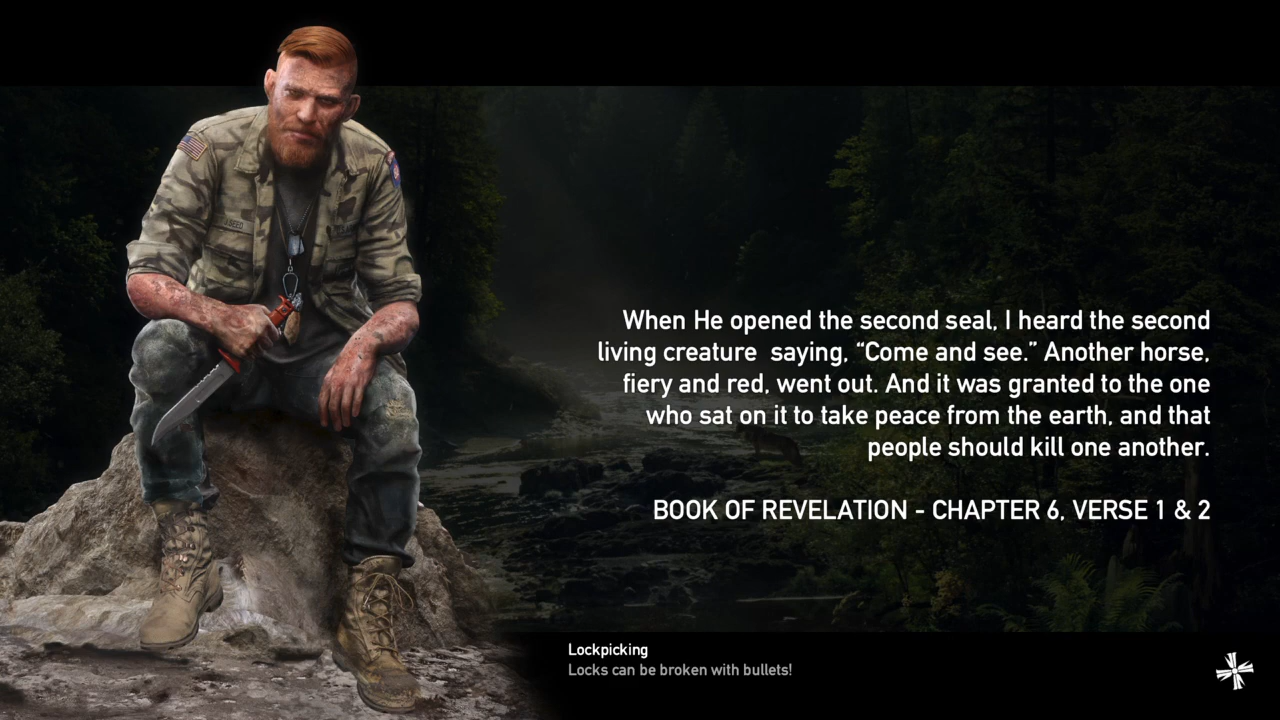 When He opened the second seal, I heard the second
living creature  saying, “Come and see.” Another horse,
fiery and red, went out. And it was granted to the one
who sat on it to take peace from the earth, and that
people should kill one another.
BOOK OF REVELATION - CHAPTER 6, VERSE 1 & 2
Lockpicking
Locks can be broken with bullets!